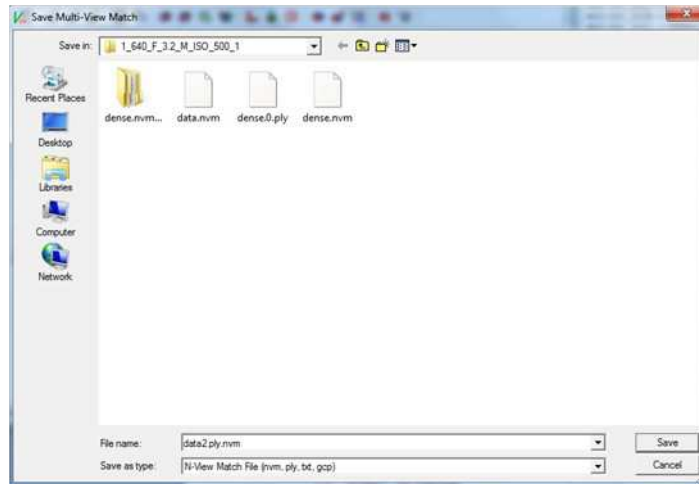 Save Multi-View Match
Save in:
1_640_F_3.2_M_ISO_500_1
Recent Places
Desktop
Libraries
Computer
Network
dense.nvm...
data.nvm
dense.0.ply
dense.nvm
File name:
data2.ply.nvm
Save
Save as type:
N-View Match File (nvm, ply, txt, gcp)
Cancel